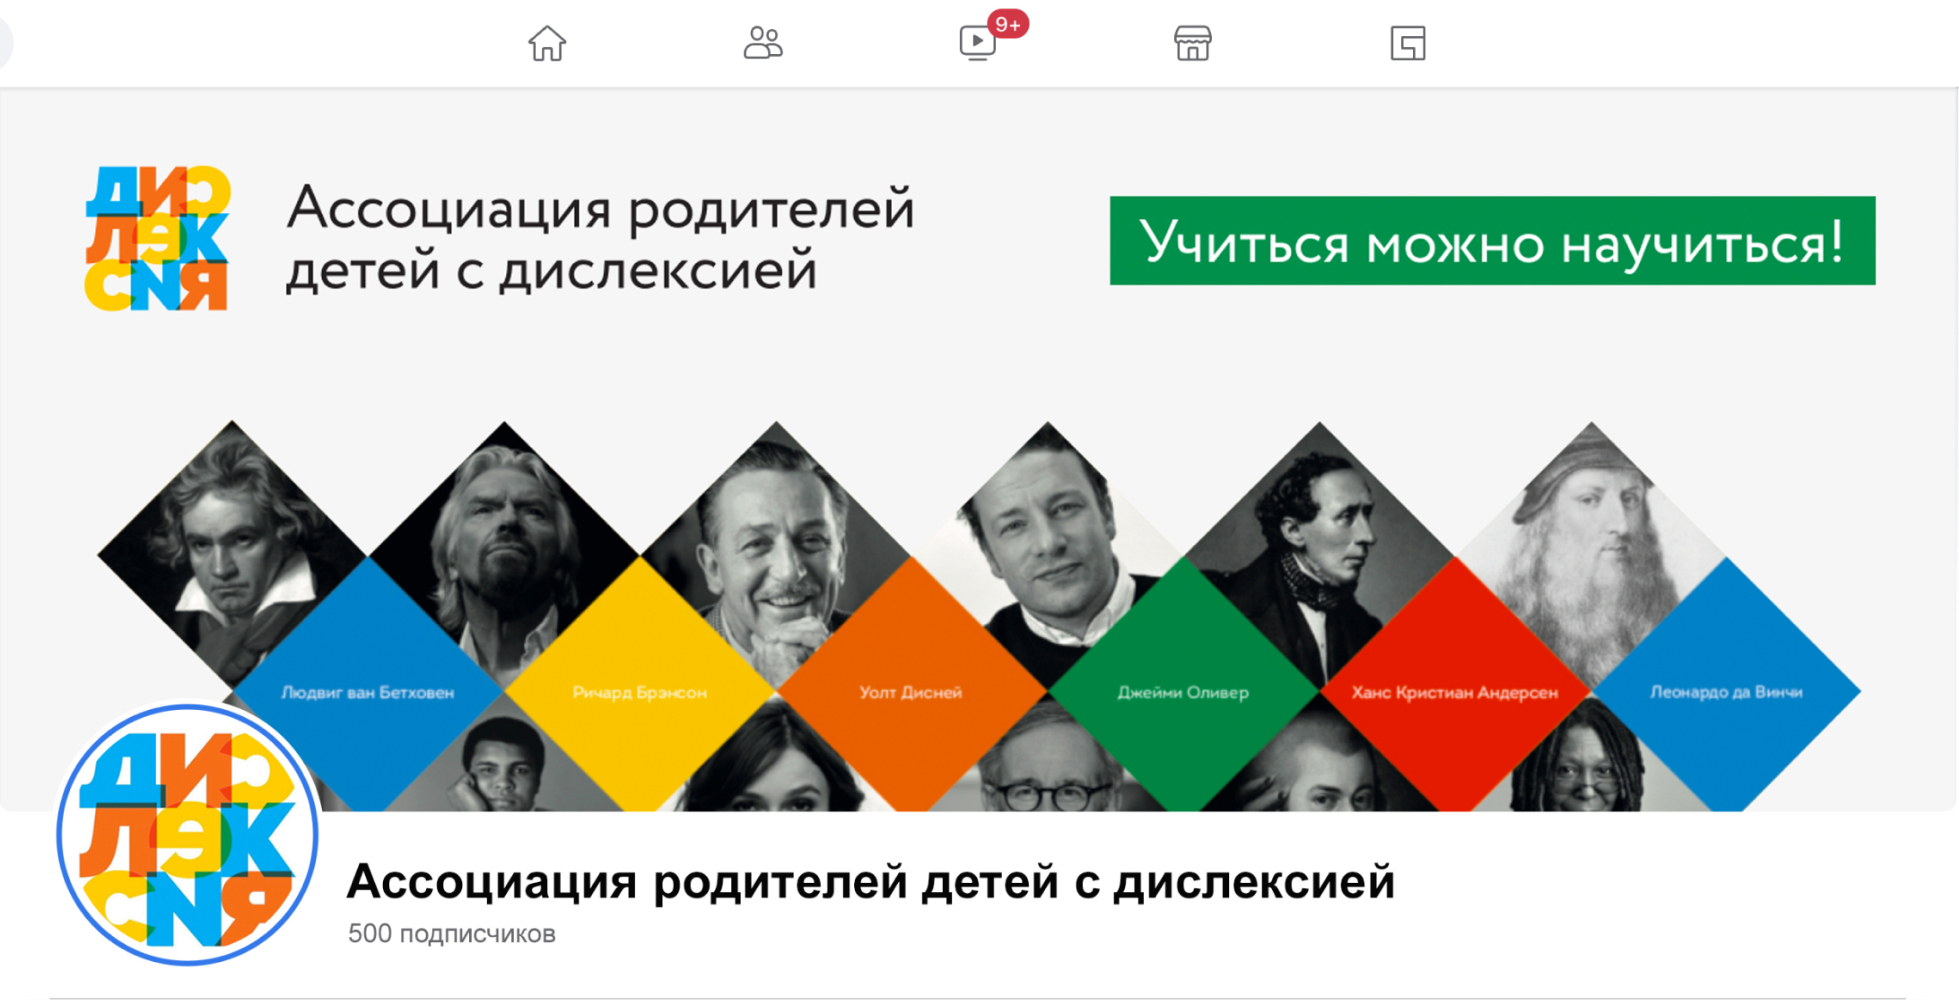 9+
ДИС
ЛЭК
СИЯ
Ассоциация родителей
детей с дислексией
Учиться можно научиться!
Людвиг ван Бетховен
Ричард Брэнсон
Уолт Дисней
Джейми Оливер
Ханс Кристиан Андерсен
Леонардо да Винчи
ДИС
ЛЭК
СИЯ
Ассоциация родителей детей с дислексией
500 подписчиков